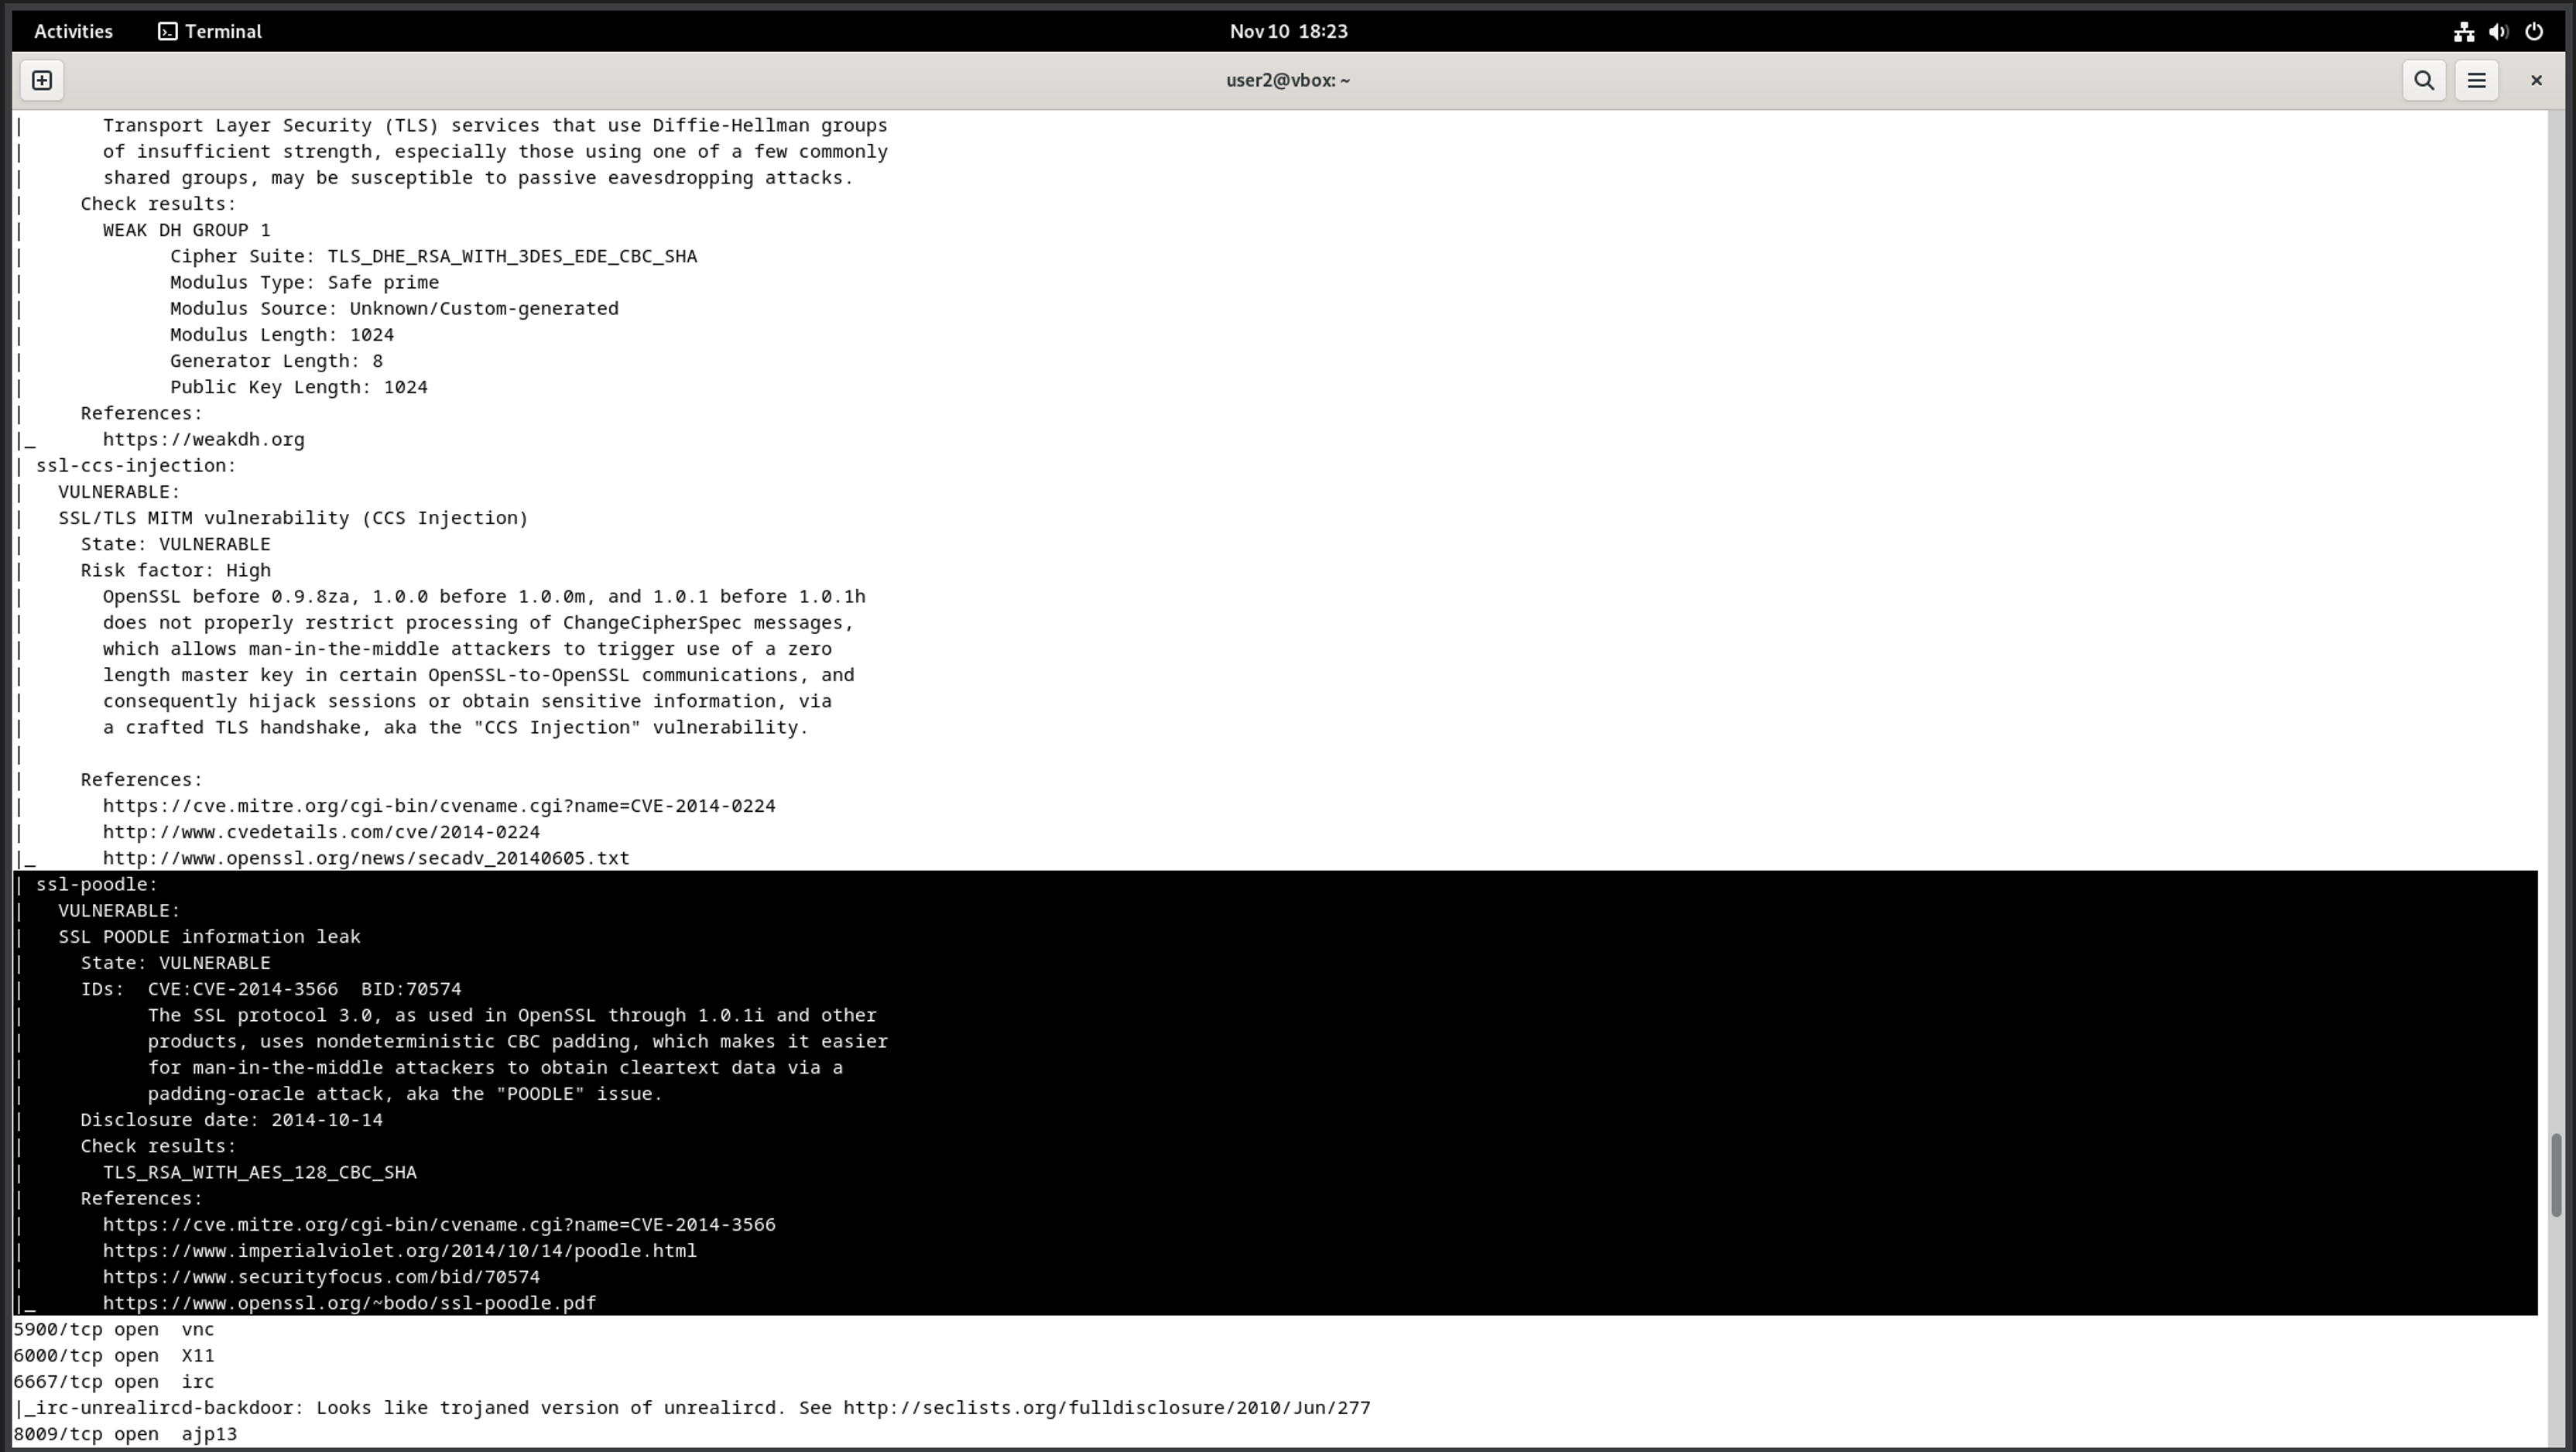 Activities Terminal Nov 10 18:23
user2@vbox: ~
|       Transport Layer Security (TLS) services that use Diffie-Hellman groups
|       of insufficient strength, especially those using one of a few commonly
|       shared groups, may be susceptible to passive eavesdropping attacks.
|     Check results:
|       WEAK DH GROUP 1
|             Cipher Suite: TLS_DHE_RSA_WITH_3DES_EDE_CBC_SHA
|             Modulus Type: Safe prime
|             Modulus Source: Unknown/Custom-generated
|             Modulus Length: 1024
|             Generator Length: 8
|             Public Key Length: 1024
|     References:
|_      https://weakdh.org
| ssl-ccs-injection:
|   VULNERABLE:
|   SSL/TLS MITM vulnerability (CCS Injection)
|     State: VULNERABLE
|     Risk factor: High
|       OpenSSL before 0.9.8za, 1.0.0 before 1.0.0m, and 1.0.1 before 1.0.1h
|       does not properly restrict processing of ChangeCipherSpec messages,
|       which allows man-in-the-middle attackers to trigger use of a zero
|       length master key in certain OpenSSL-to-OpenSSL communications, and
|       consequently hijack sessions or obtain sensitive information, via
|       a crafted TLS handshake, aka the "CCS Injection" vulnerability.
|
|     References:
|       https://cve.mitre.org/cgi-bin/cvename.cgi?name=CVE-2014-0224
|       http://www.cvedetails.com/cve/2014-0224
|_      http://www.openssl.org/news/secadv_20140605.txt
| ssl-poodle:
|   VULNERABLE:
|   SSL POODLE information leak
|     State: VULNERABLE
|     IDs:  CVE:CVE-2014-3566  BID:70574
|           The SSL protocol 3.0, as used in OpenSSL through 1.0.1i and other
|           products, uses nondeterministic CBC padding, which makes it easier
|           for man-in-the-middle attackers to obtain cleartext data via a
|           padding-oracle attack, aka the "POODLE" issue.
|     Disclosure date: 2014-10-14
|     Check results:
|       TLS_RSA_WITH_AES_128_CBC_SHA
|     References:
|       https://cve.mitre.org/cgi-bin/cvename.cgi?name=CVE-2014-3566
|       https://www.imperialviolet.org/2014/10/14/poodle.html
|       https://www.securityfocus.com/bid/70574
|_      https://www.openssl.org/~bodo/ssl-poodle.pdf
5900/tcp open  vnc
6000/tcp open  X11
6667/tcp open  irc
|_irc-unrealircd-backdoor: Looks like trojaned version of unrealircd. See http://seclists.org/fulldisclosure/2010/Jun/277
8009/tcp open  ajp13